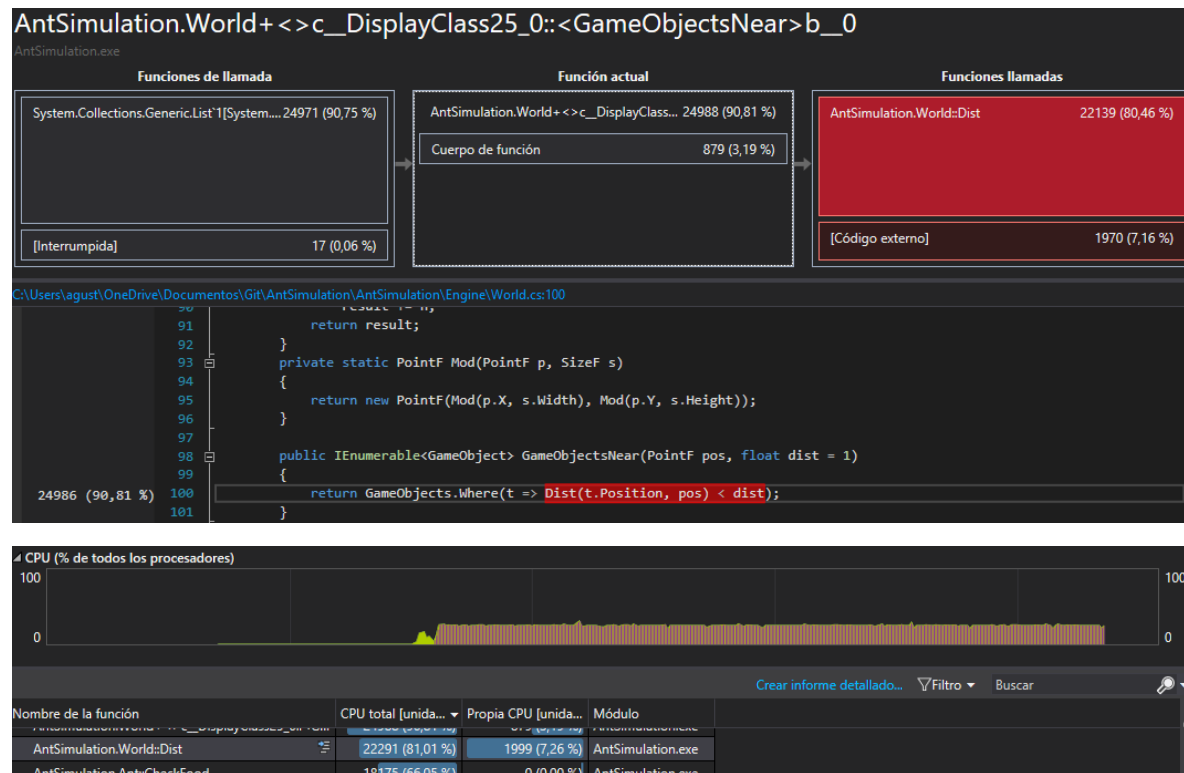 AntSimulation.World+<>c__DisplayClass25_0::<GameObjectsNear>b__0
AntSimulation.exe
Funciones de llamada
Función actual
Funciones llamadas
System.Collections.Generic.List`1[System.... 24971 (90,75 %)
[Interrumpida] 17 (0,06 %)
AntSimulation.World+<>c__DisplayClass... 24988 (90,81 %)
Cuerpo de función 879 (3,19 %)
AntSimulation.World::Dist 22139 (80,46 %)
[Código externo] 1970 (7,16 %)
C:\Users\agust\OneDrive\Documentos\Git\AntSimulation\AntSimulation\Engine\World.cs:100
91 return result;
92 }
93 private static PointF Mod(PointF p, SizeF s)
94 {
95 return new PointF(Mod(p.X, s.Width), Mod(p.Y, s.Height));
96 }
97
98 public IEnumerable<GameObject> GameObjectsNear(PointF pos, float dist = 1)
99 {
24986 (90,81 %) 100 return GameObjects.Where(t => Dist(t.Position, pos) < dist);
101 }
CPU (% de todos los procesadores)
100 100
0 0
Crear informe detallado... Filtro Buscar
Nombre de la función CPU total [unida... Propia CPU [unida... Módulo
AntSimulation.World::Dist 22291 (81,01 %) 1999 (7,26 %) AntSimulation.exe